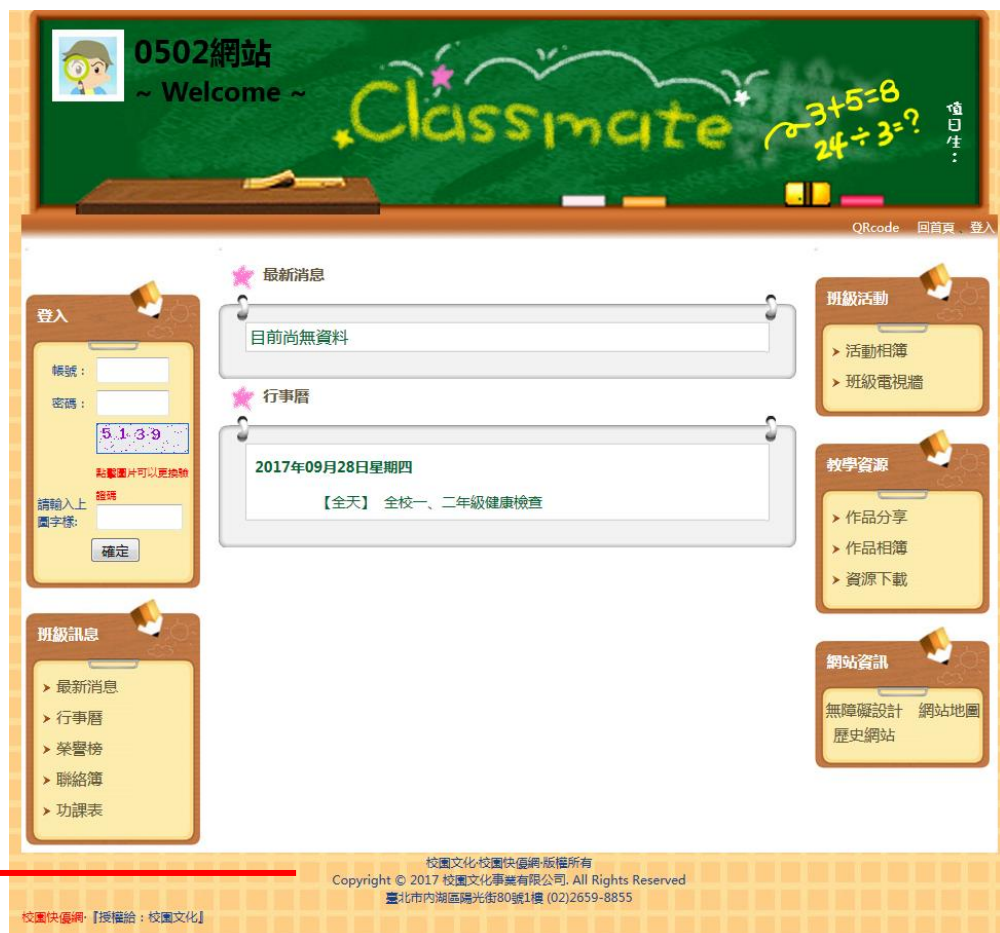 0502網站
~ Welcome ~
Classmate
3+5=8
24÷3=?
值日生：
QRcode 回首頁 登入
登入
帳號：
密碼：
5 1 3 9
點擊圖片可以更換驗證碼
請輸入上圖字樣:
確定
班級訊息
最新消息
行事曆
榮譽榜
聯絡簿
功課表
最新消息
目前尚無資料
行事曆
2017年09月28日星期四
【全天】 全校一、二年級健康檢查
班級活動
活動相簿
班級電視牆
教學資源
作品分享
作品相簿
資源下載
網站資訊
無障礙設計 網站地圖
歷史網站
校園文化‧校園快優網‧版權所有
Copyright © 2017 校園文化事業有限公司. All Rights Reserved
臺北市內湖區陽光街80號1樓 (02)2659-8855
校園快優網‧『授權給：校園文化』